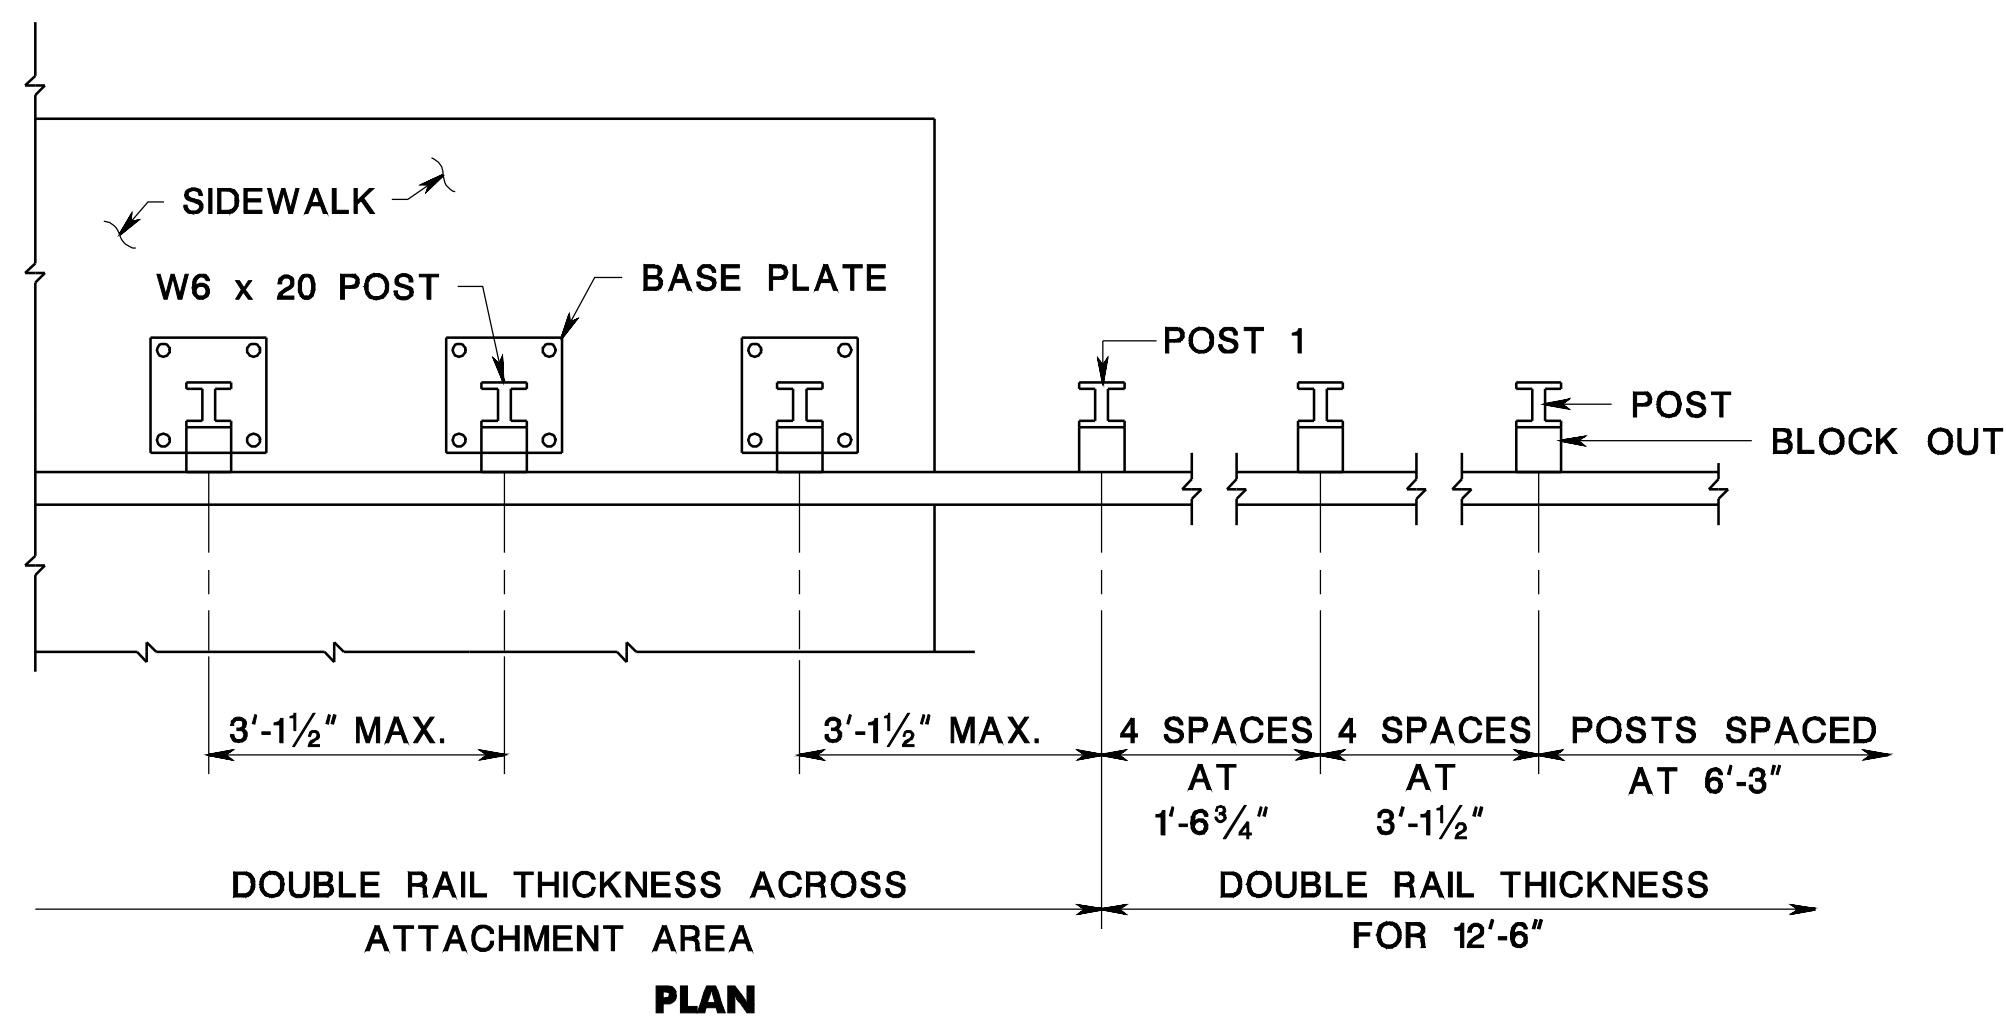 SIDEWALK
W6 x 20 POST
BASE PLATE
POST 1
POST
BLOCK OUT
3'-1½" MAX.
3'-1½" MAX.
4 SPACES
AT
1'-6¾"
4 SPACES
AT
3'-1½"
POSTS SPACED
AT 6'-3"
DOUBLE RAIL THICKNESS ACROSS
ATTACHMENT AREA
DOUBLE RAIL THICKNESS
FOR 12'-6"
PLAN